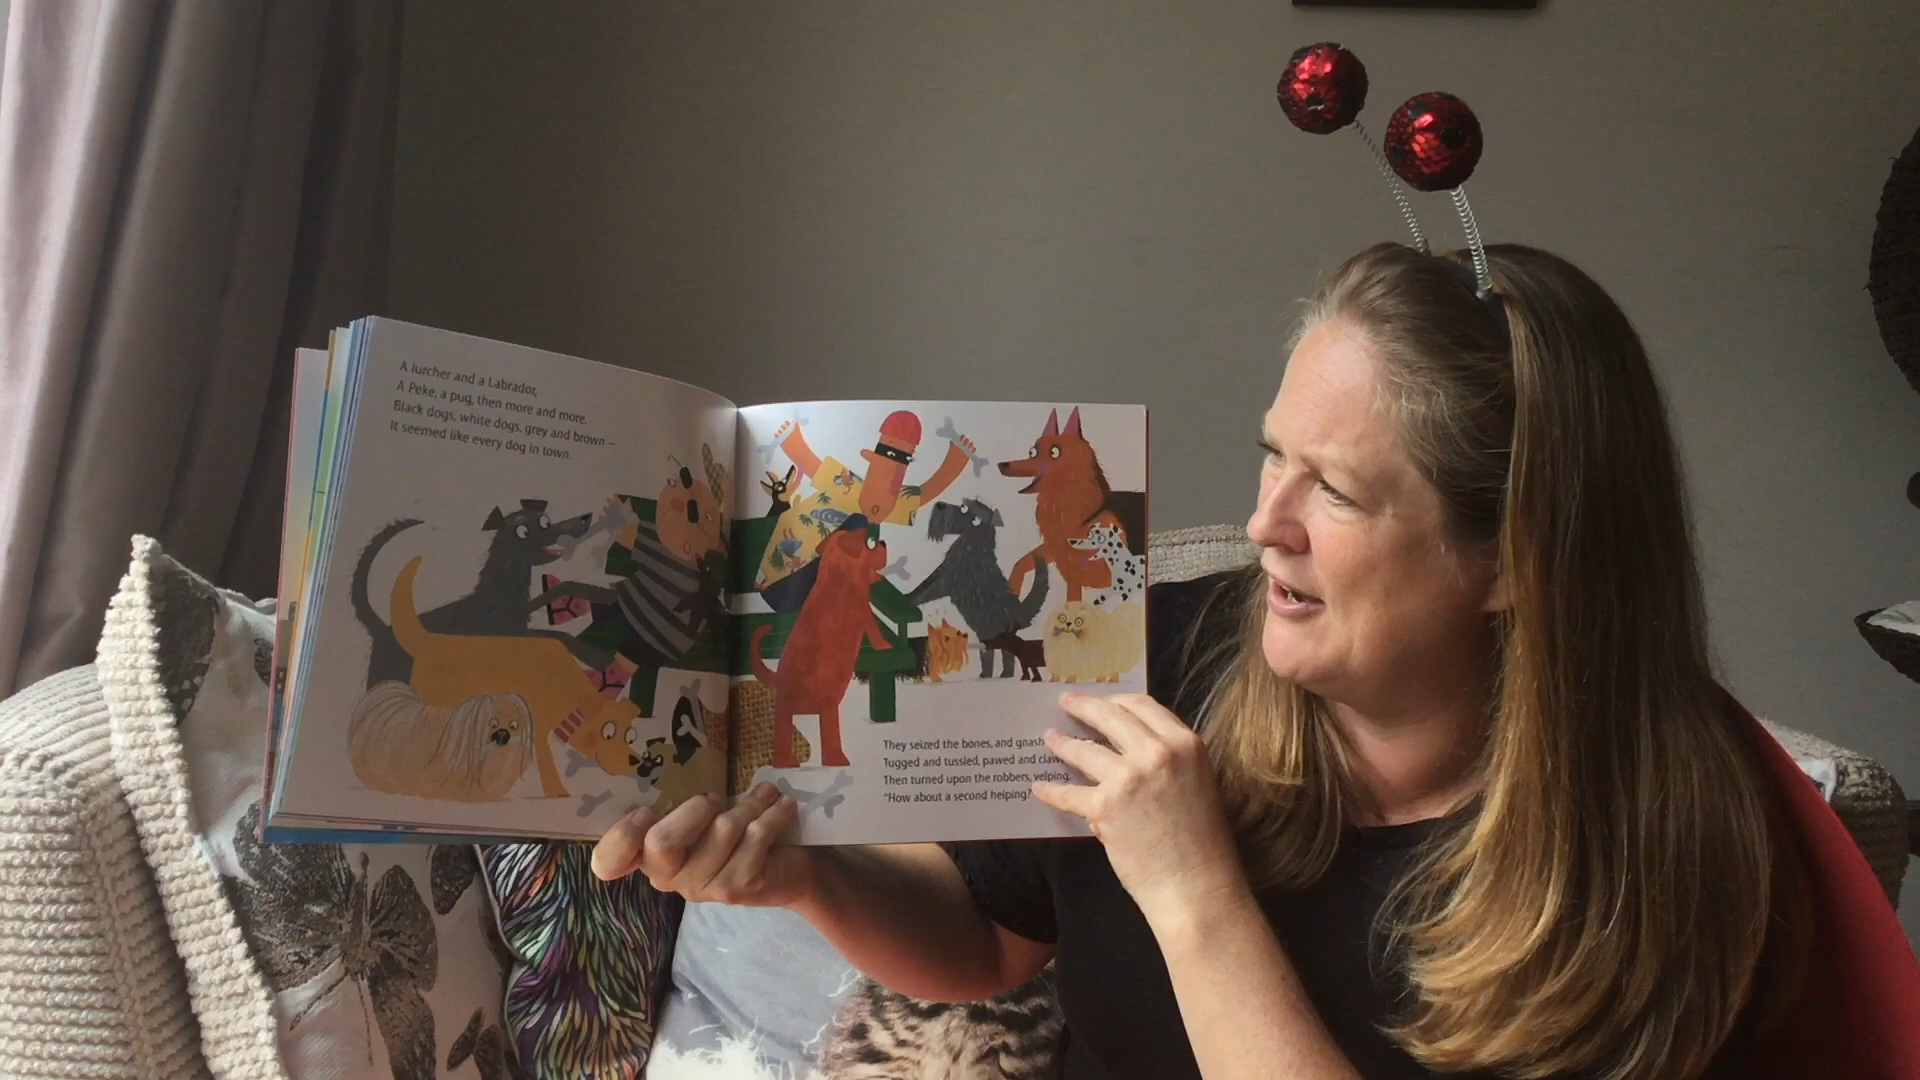 A lurcher and a Labrador,
A Peke, a pug, then more and more.
Black dogs, white dogs, grey and brown –
It seemed like every dog in town.
They seized the bones, and gnash
Tugged and tussled, pawed and claw
Then turned upon the robbers, yelping,
"How about a second helping?